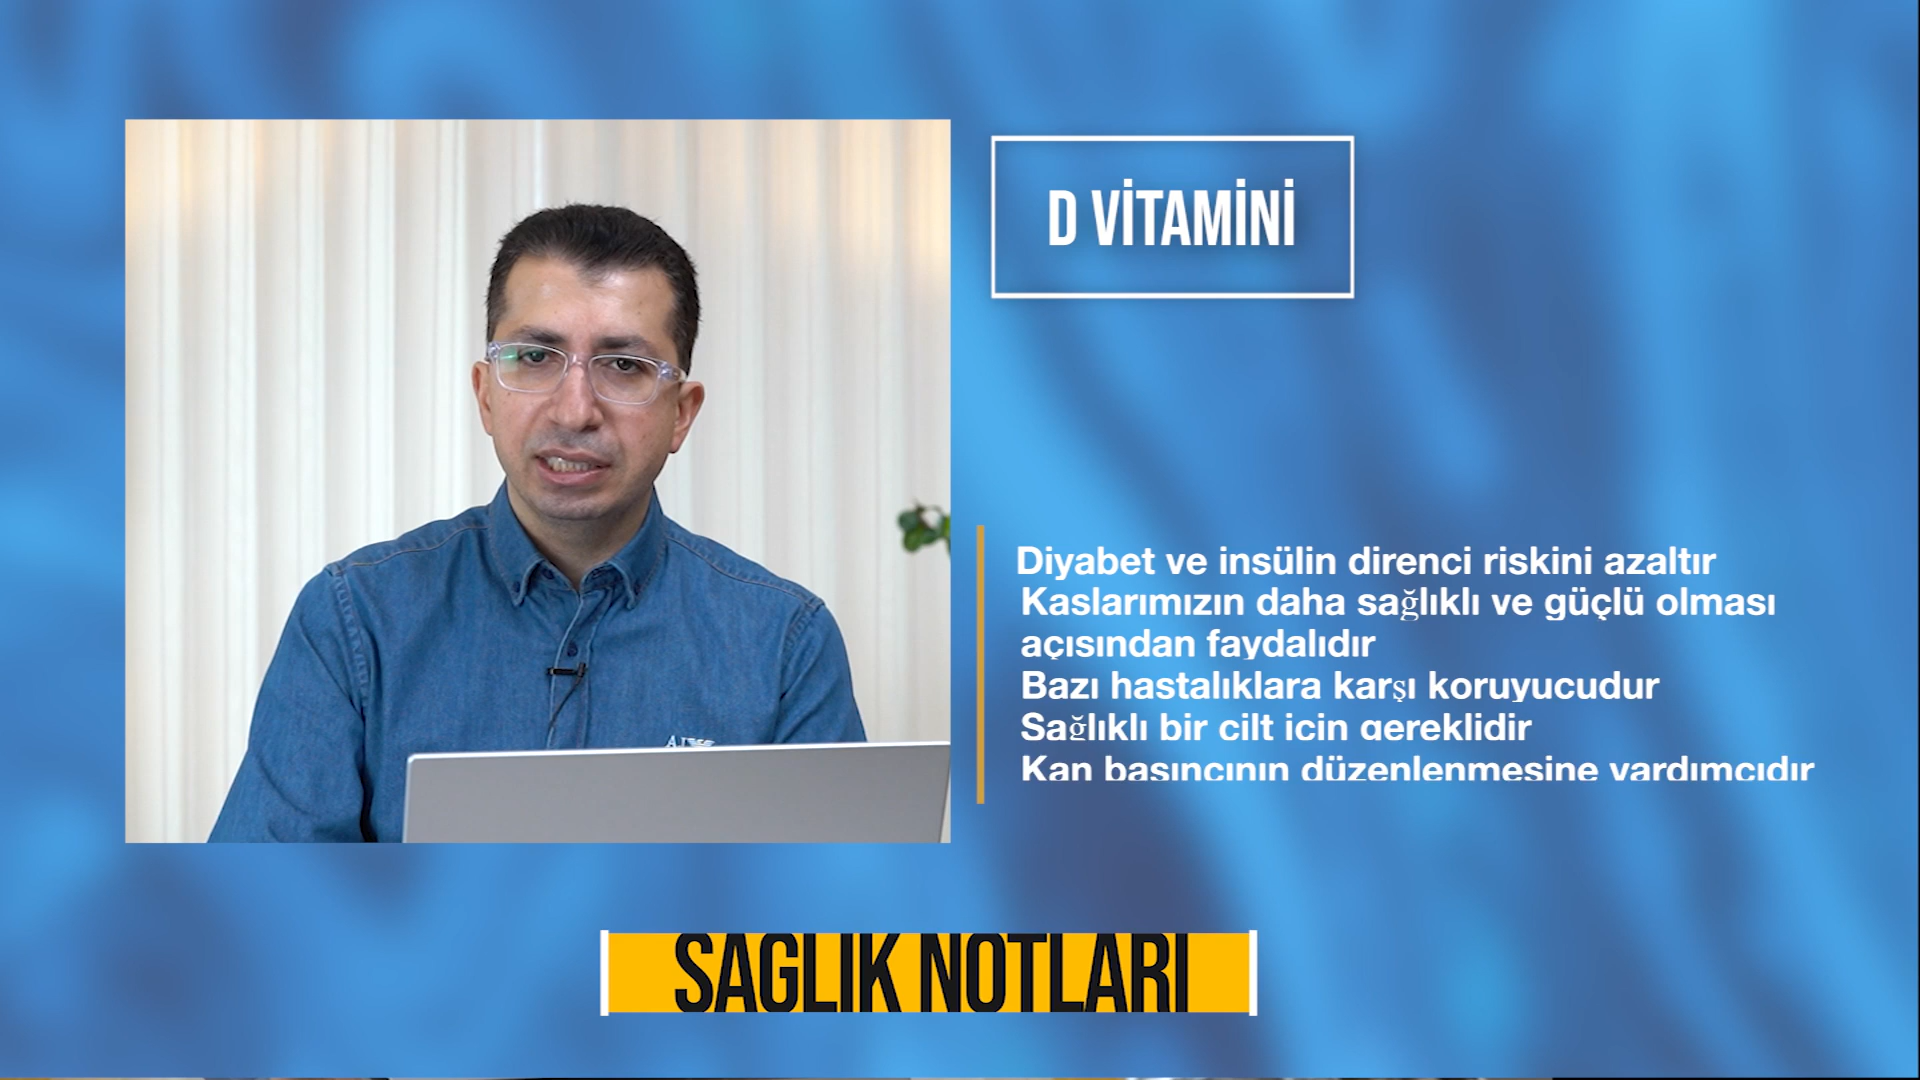 D VİTAMİNİ
Diyabet ve insülin direnci riskini azaltır
Kaslarımızın daha sağlıklı ve güçlü olması
açısından faydalıdır
Bazı hastalıklara karşı koruyucudur
Sağlıklı bir cilt için gereklidir
Kan basıncının düzenlenmesine yardımcıdır
SAGLIK NOTLARI